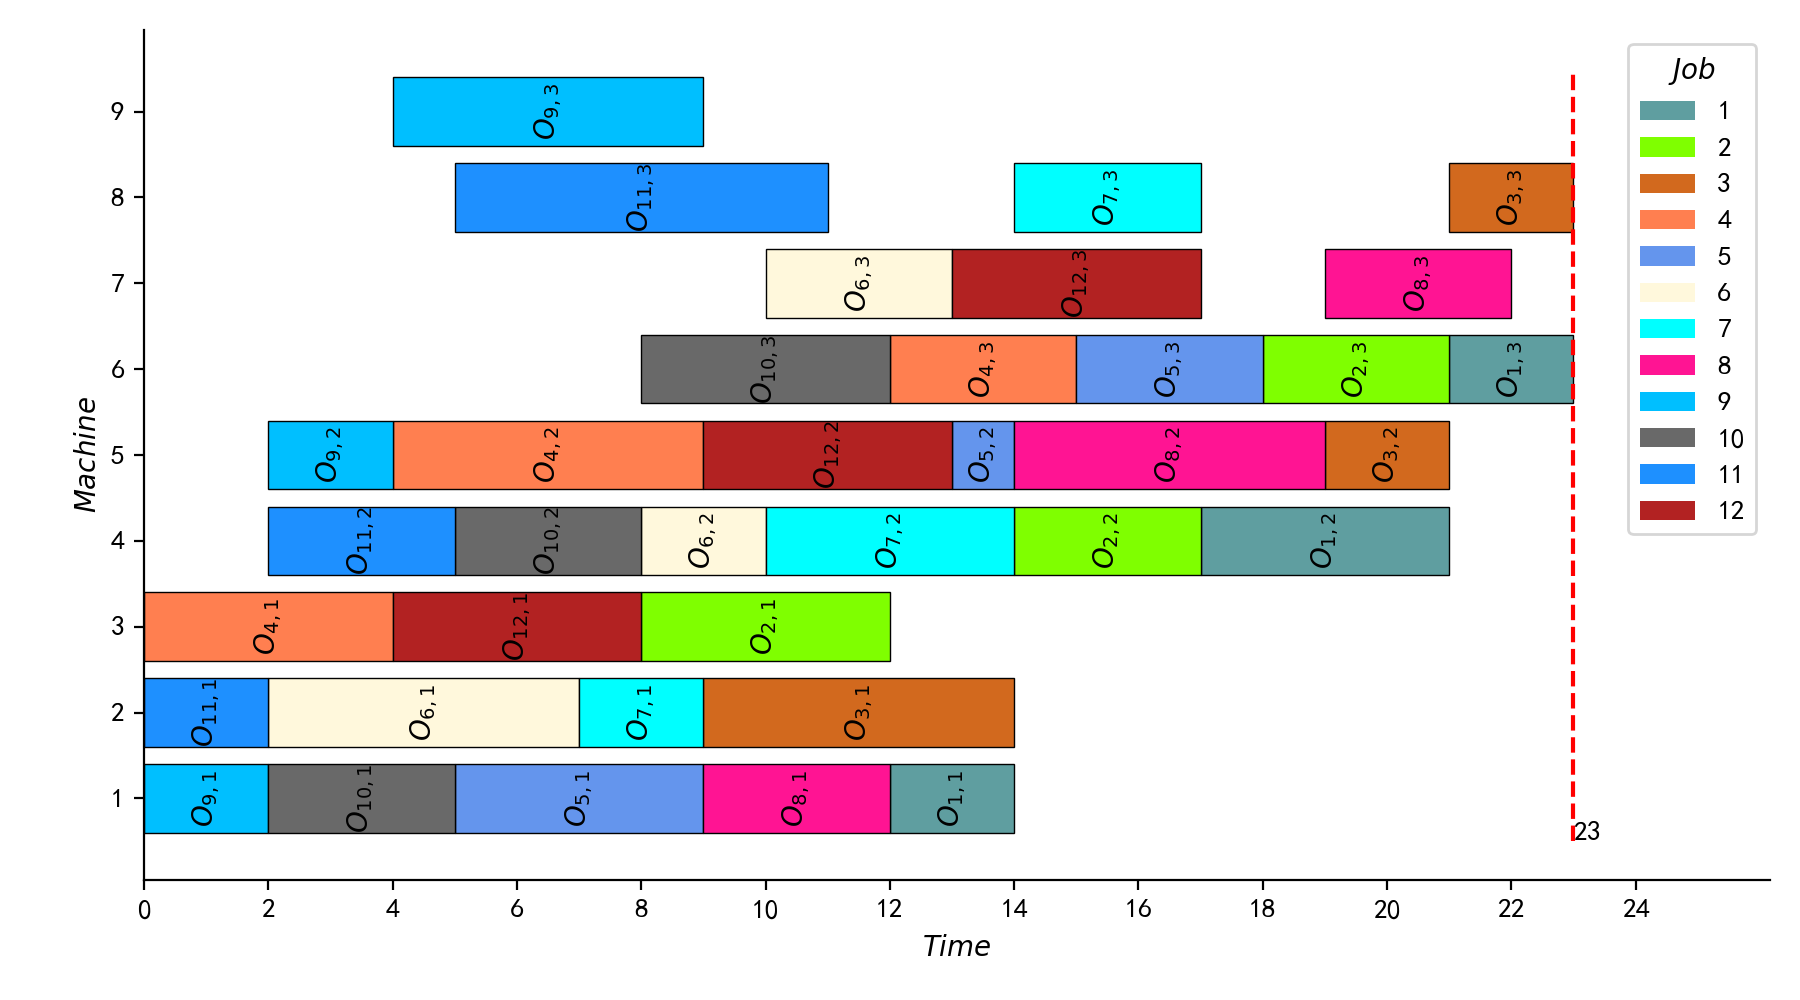 Job
1
2
3
4
5
6
7
8
9
10
11
12
Machine
9
O9,3
8
O11,3 O7,3 O3,3
7
O6,3 O12,3 O8,3
6
O10,3 O4,3 O5,3 O2,3 O1,3
5
O9,2 O4,2 O12,2 O5,2 O8,2 O3,2
4
O11,2 O10,2 O6,2 O7,2 O2,2 O1,2
3
O4,1 O12,1 O2,1
2
O11,1 O6,1 O7,1 O3,1
1
O9,1 O10,1 O5,1 O8,1 O1,1
23
0 2 4 6 8 10 12 14 16 18 20 22 24
Time